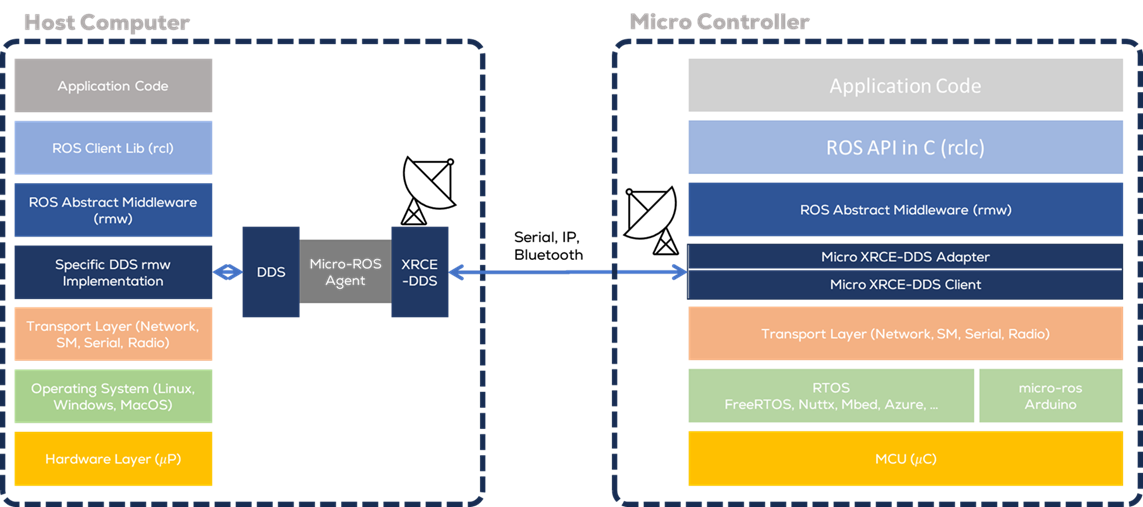 Host Computer
Application Code
ROS Client Lib (rcl)
ROS Abstract Middleware
(rmw)
Specific DDS rmw
Implementation
Transport Layer (Network,
SM, Serial, Radio)
Operating System (Linux,
Windows, MacOS)
Hardware Layer (µP)
DDS
Micro-ROS
Agent
XRCE
-DDS
Serial, IP,
Bluetooth
Micro Controller
Application Code
ROS API in C (rclc)
ROS Abstract Middleware (rmw)
Micro XRCE-DDS Adapter
Micro XRCE-DDS Client
Transport Layer (Network, SM, Serial, Radio)
RTOS
FreeRTOS, Nuttx, Mbed, Azure, ...
micro-ros
Arduino
MCU (µC)